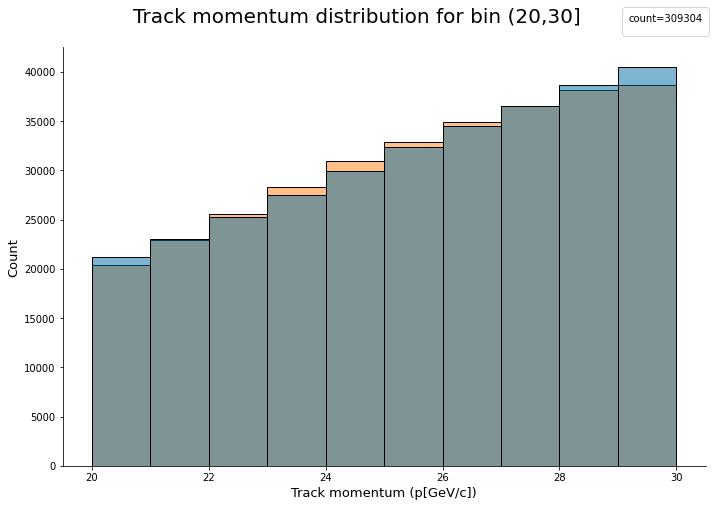 Track momentum distribution for bin (20,30]
count=309304
40000
35000
30000
25000
20000
15000
10000
5000
0
Count
20 22 24 26 28 30
Track momentum (p[GeV/c])